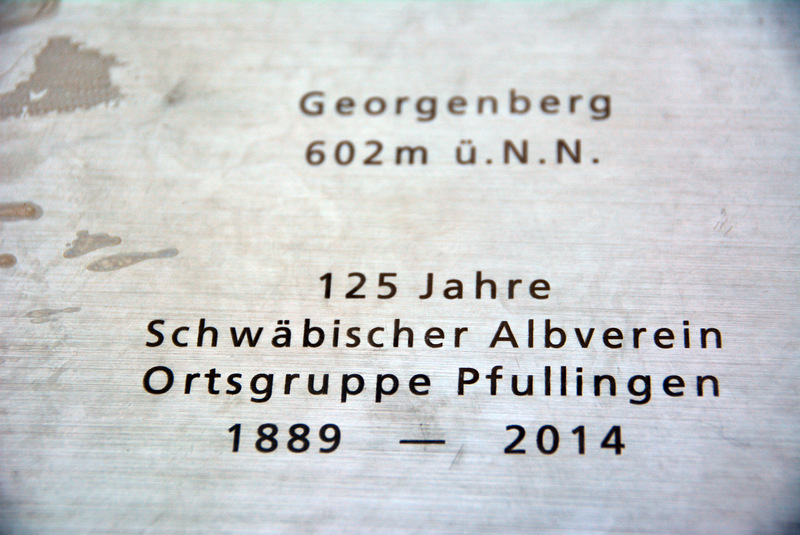 Georgenberg
602m ü.N.N.
125 Jahre
Schwäbischer Albverein
Ortsgruppe Pfullingen
1889 — 2014